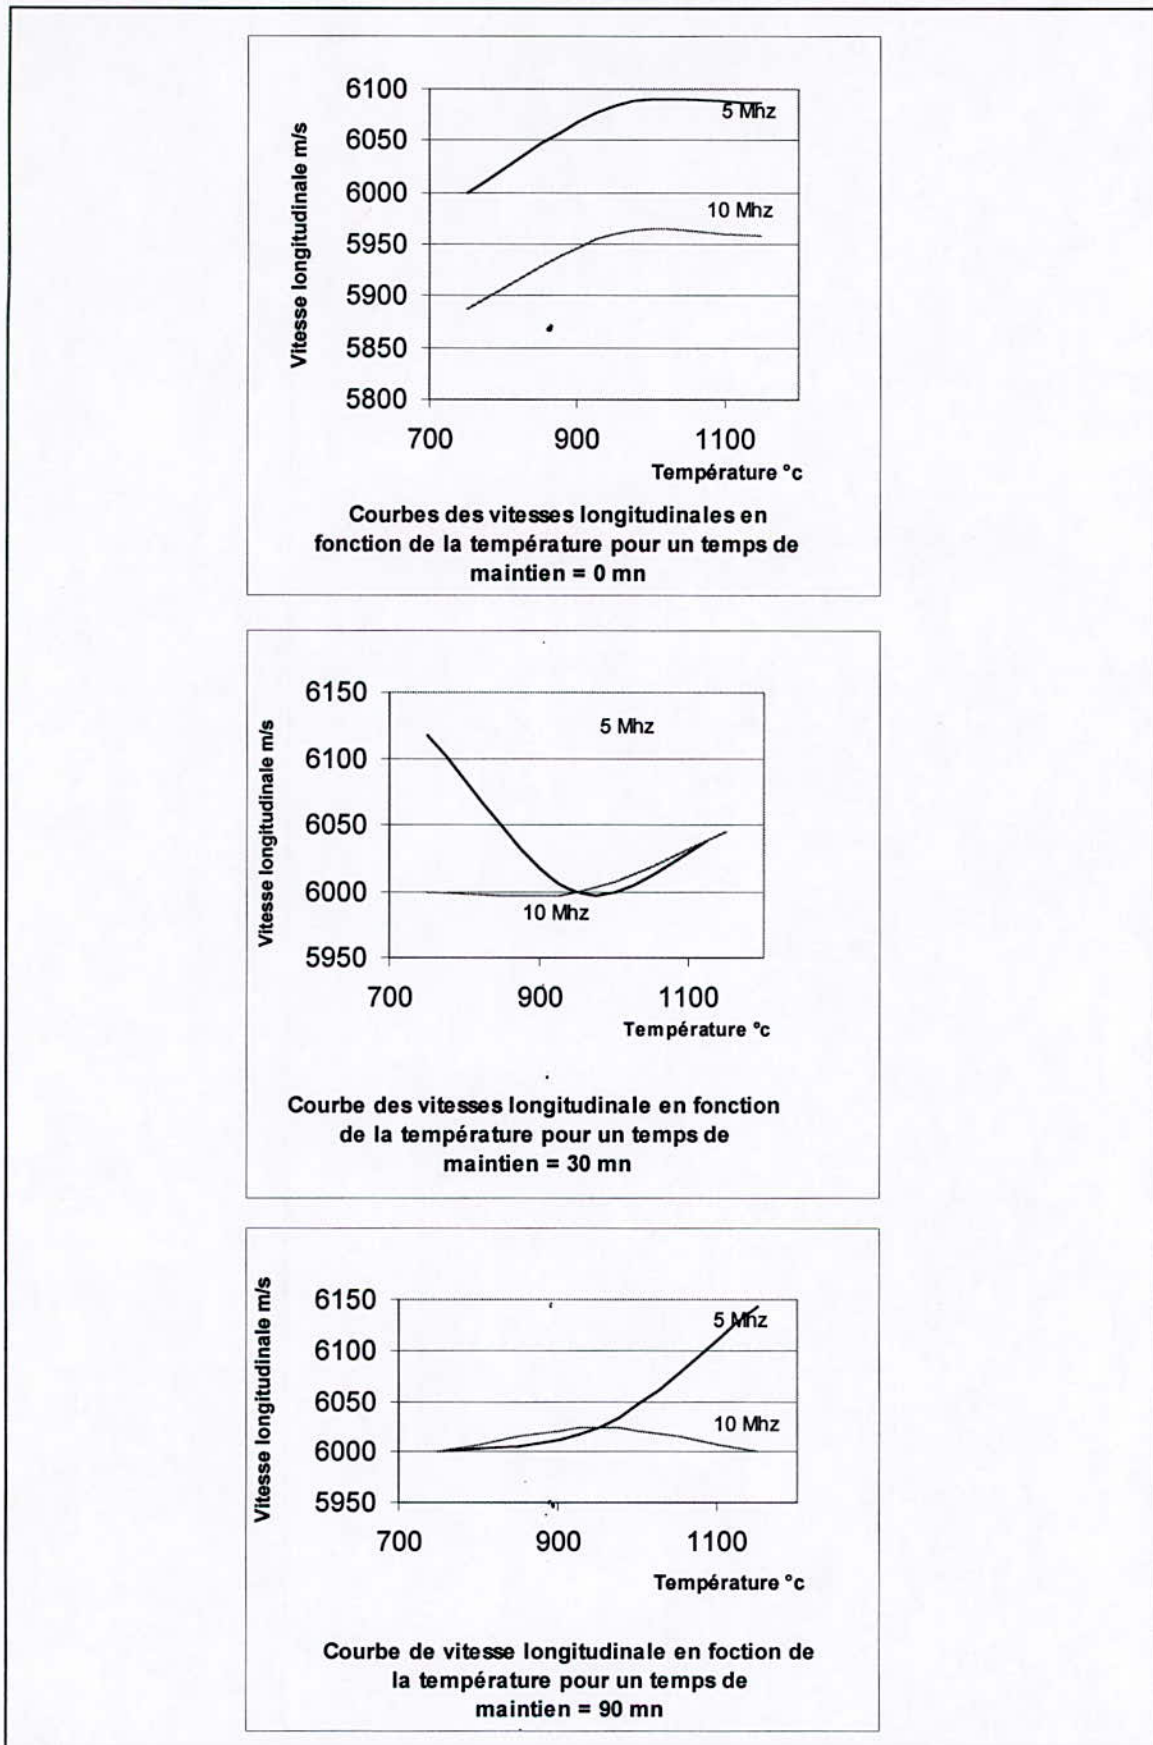 Vitesse longitudinale m/s
6100
6050
6000
5950
5900
5850
5800
5 Mhz
10 Mhz
700 900 1100
Température °c
Courbes des vitesses longitudinales en
fonction de la température pour un temps de
maintien = 0 mn
Vitesse longitudinale m/s
6150
6100
6050
6000
5950
5 Mhz
10 Mhz
700 900 1100
Température °c
Courbe des vitesses longitudinale en fonction
de la température pour un temps de
maintien = 30 mn
Vitesse longitudinale m/s
6150
6100
6050
6000
5950
5 Mhz
10 Mhz
700 900 1100
Température °c
Courbe de vitesse longitudinale en foction de
la température pour un temps de
maintien = 90 mn